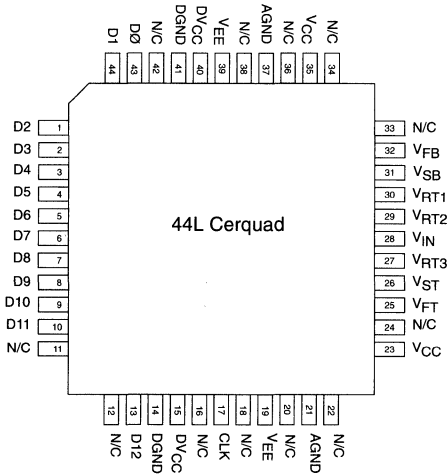 D1 DØ N/C DGND DVCC VEE N/C AGND N/C VCC N/C
44 43 42 41 40 39 38 37 36 35 34
D2 1
D3 2
D4 3
D5 4
D6 5
D7 6
D8 7
D9 8
D10 9
D11 10
N/C 11
44L Cerquad
33 N/C
32 VFB
31 VSB
30 VRT1
29 VRT2
28 VIN
27 VRT3
26 VST
25 VFT
24 N/C
23 VCC
12 13 14 15 16 17 18 19 20 21 22
N/C D12 DGND DVCC N/C CLK N/C VEE N/C AGND N/C